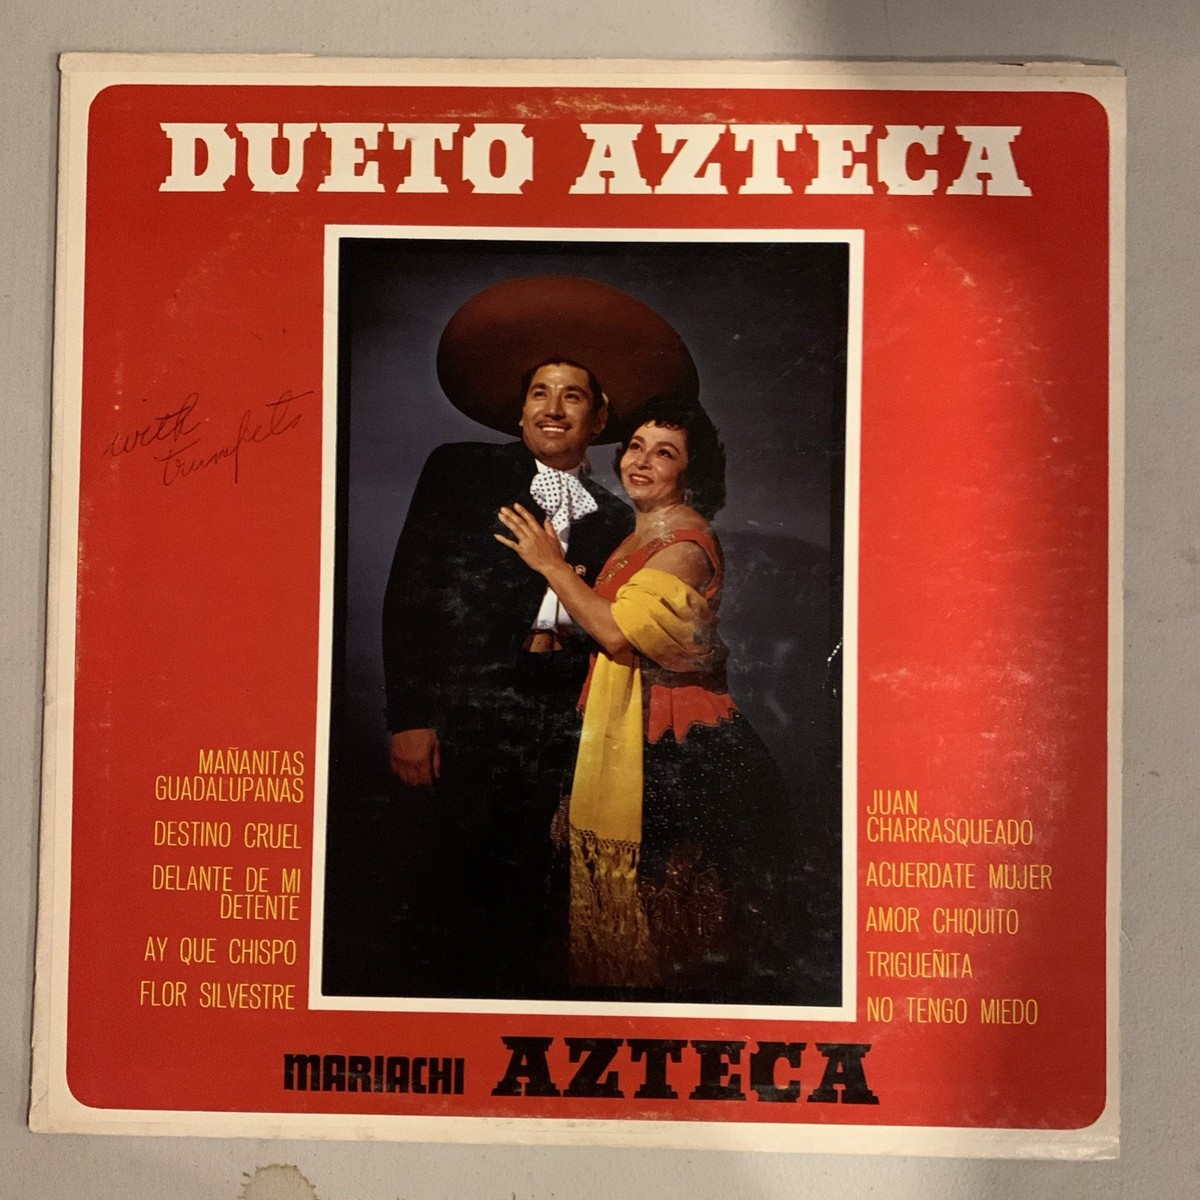 DUETO AZTECA
with
trumpets
MAÑANITAS
GUADALUPANAS
DESTINO CRUEL
DELANTE DE MI
DETENTE
AY QUE CHISPO
FLOR SILVESTRE
JUAN
CHARRASQUEADO
ACUERDATE MUJER
AMOR CHIQUITO
TRIGUEÑITA
NO TENGO MIEDO
MARIACHI AZTECA